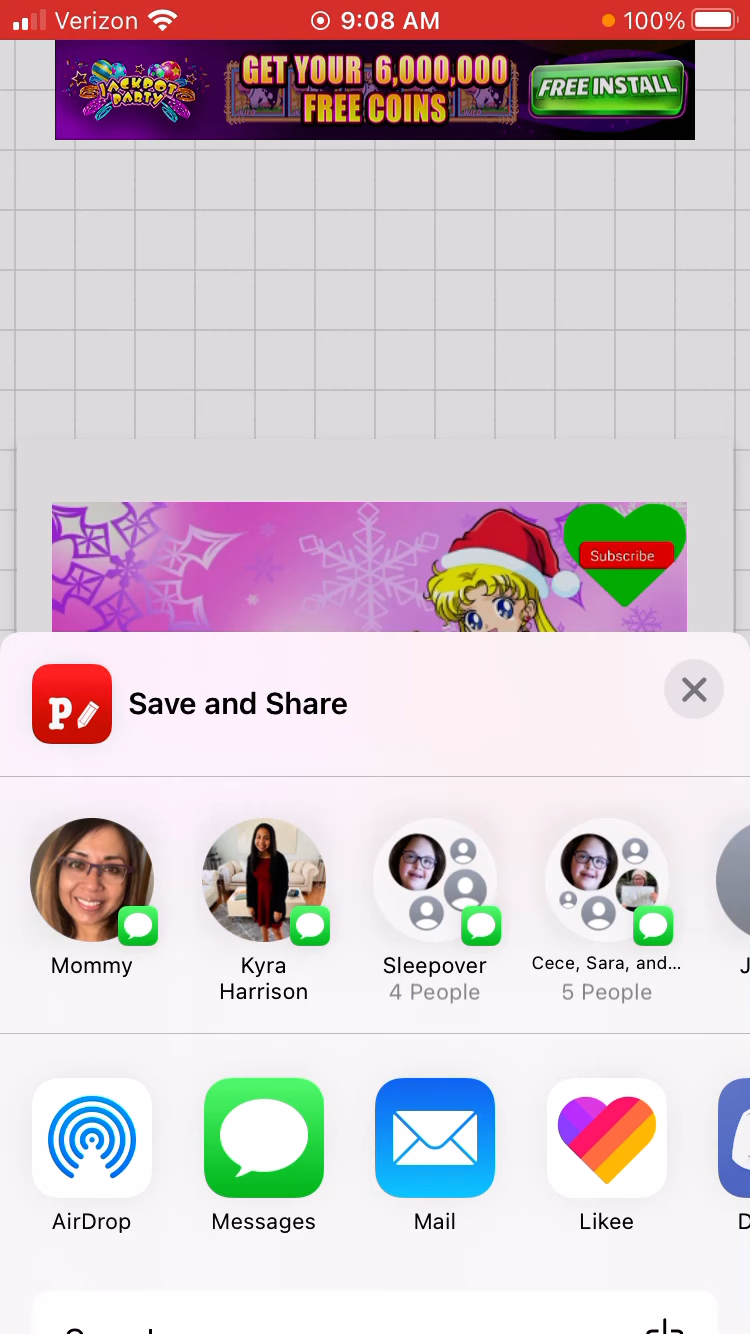 Verizon 9:08 AM 100%
JACKPOT PARTY
GET YOUR 6,000,000
FREE COINS
FREE INSTALL
Subscribe
p Save and Share
Mommy
Kyra Harrison
Sleepover
4 People
Cece, Sara, and...
5 People
J
AirDrop Messages Mail Likee D